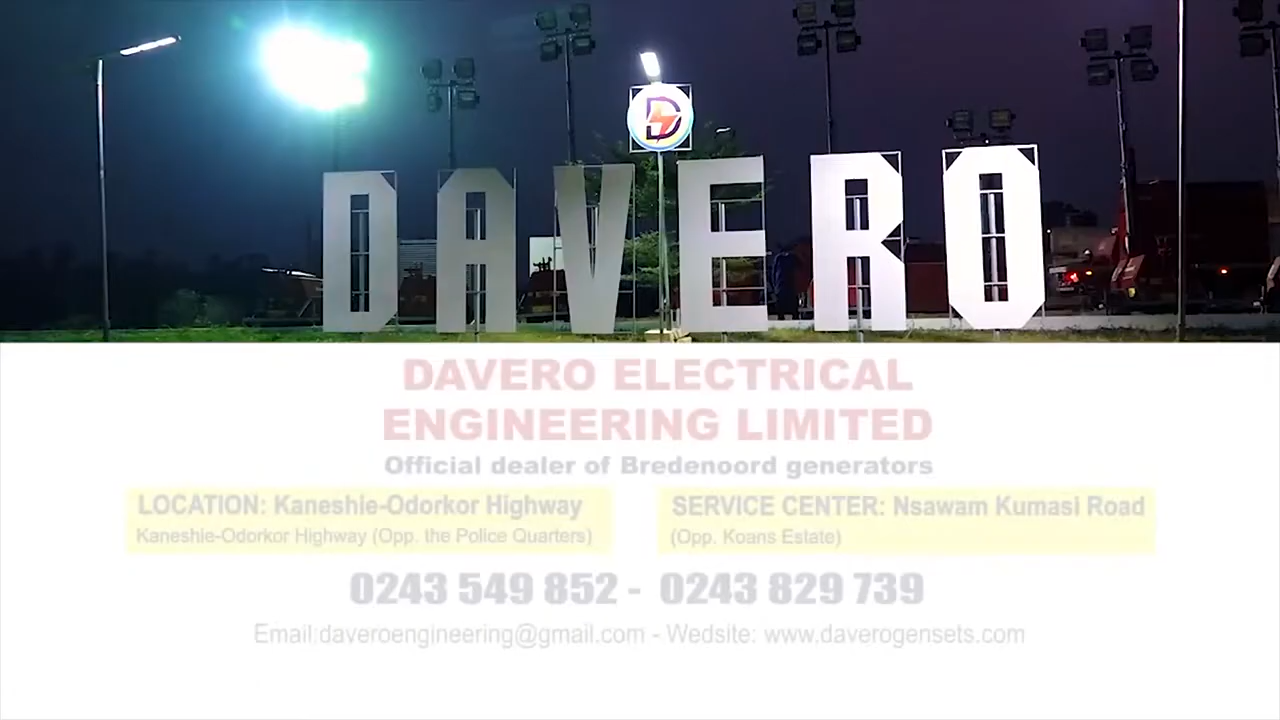 D
DAVERO
DAVERO ELECTRICAL
ENGINEERING LIMITED
Official dealer of Bredenoord generators
LOCATION: Kaneshie-Odorkor Highway
Kaneshie-Odorkor Highway (Opp. the Police Quarters)
SERVICE CENTER: Nsawam Kumasi Road
(Opp. Koans Estate)
0243 549 852 - 0243 829 739
Email:daveroengineering@gmail.com - Wedsite: www.daverogensets.com